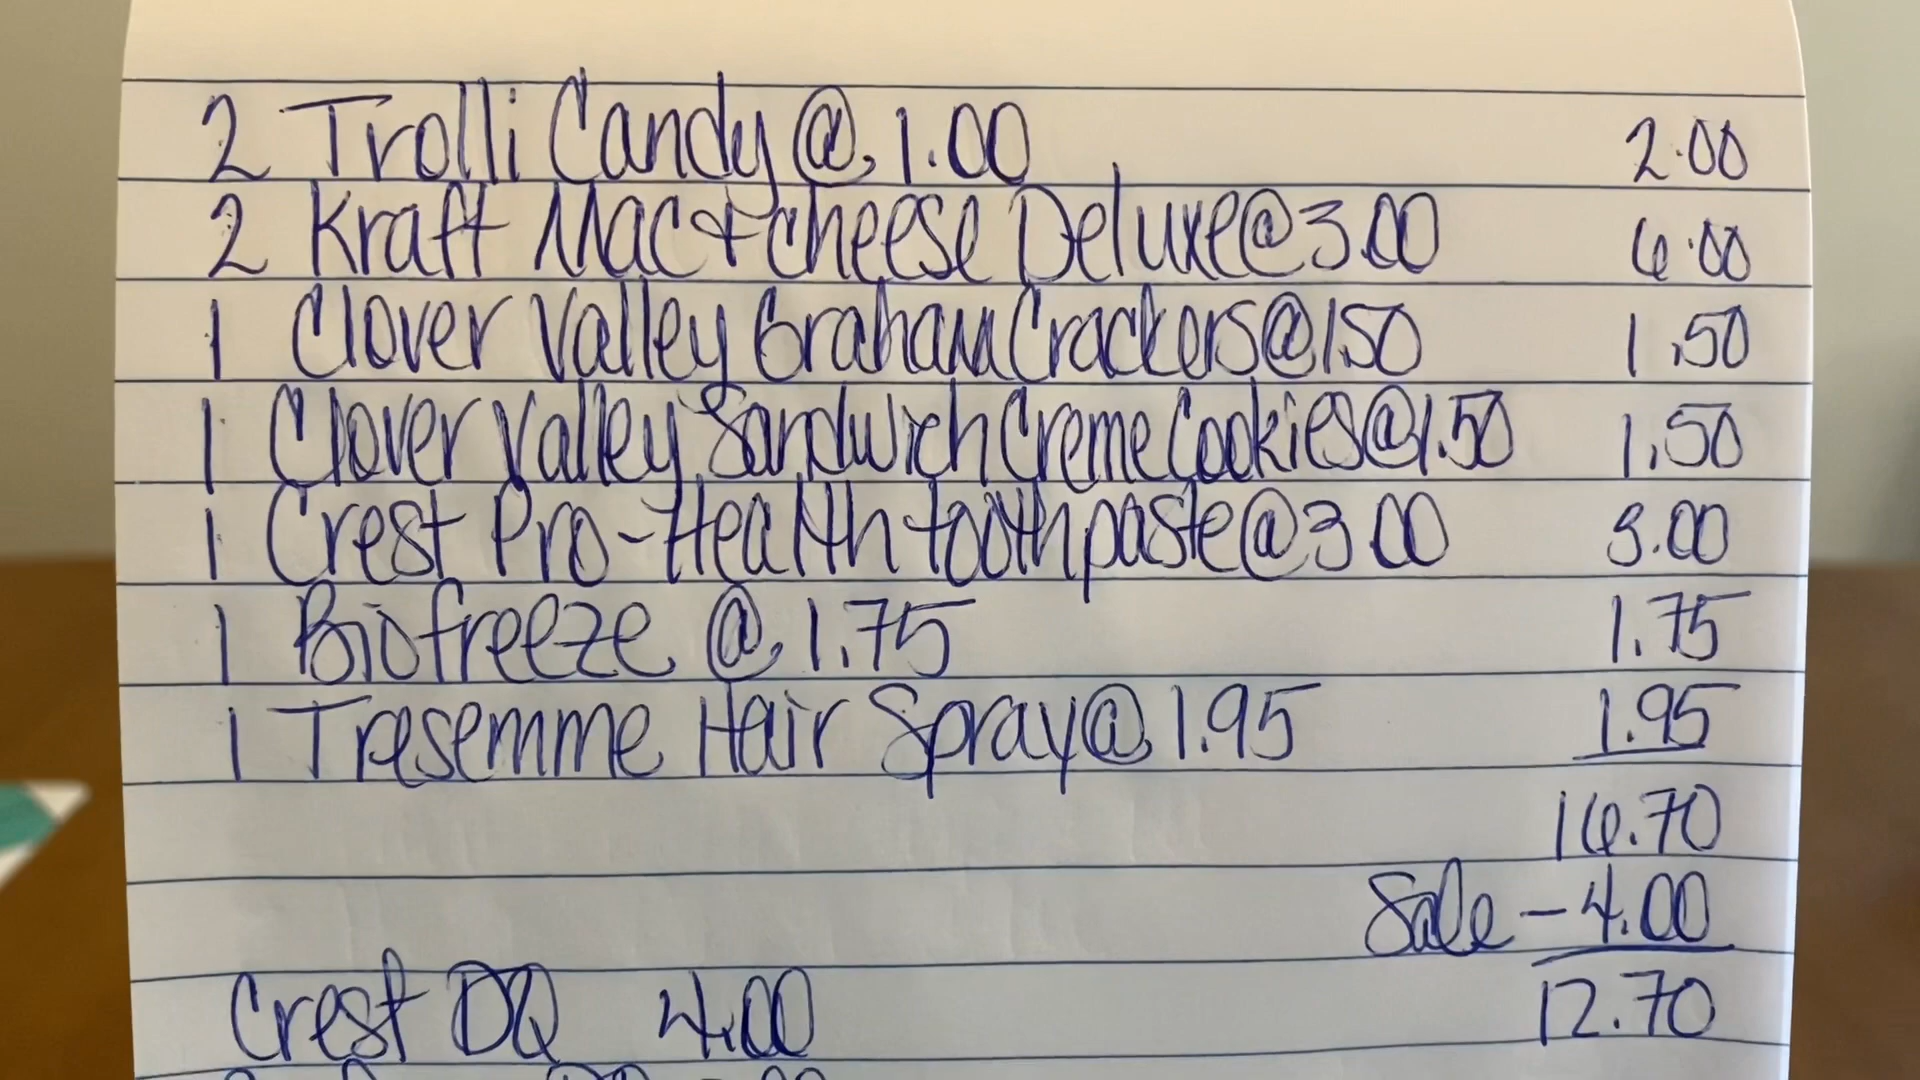 2 Trolli Candy @ 1.00 2.00
2 Kraft Mac & cheese Deluxe @ 3.00 6.00
1 Clover Valley Graham Crackers @ 1.50 1.50
1 Clover Valley Sandwich Creme Cookies @ 1.50 1.50
1 Crest Pro-Health toothpaste @ 3.00 3.00
1 Biofreeze @ 1.75 1.75
1 Tresemme Hair Spray @ 1.95 1.95
16.70
Sale - 4.00
12.70
Crest DQ 4.00